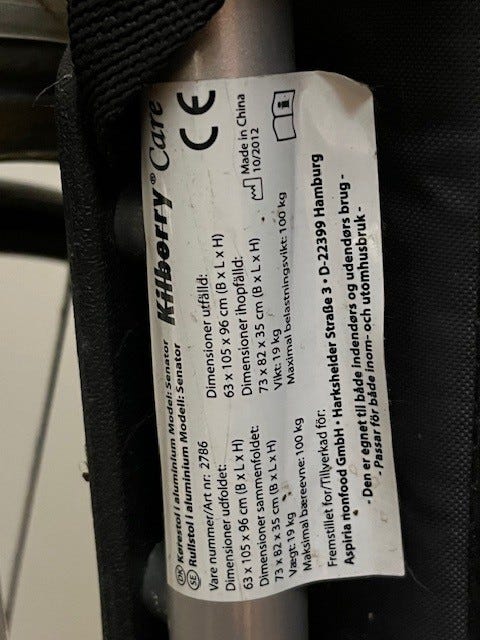 Kilberry® Care
DK Kørestol i aluminium Model: Senator
SE Rullstol i aluminium Modell: Senator
Vare nummer/Art nr: 2786
Dimensioner udfoldet:
63 x 105 x 96 cm (B x L x H)
Dimensioner sammenfoldet:
73 x 82 x 35 cm (B x L x H)
Vægt: 19 kg
Maksimal bæreevne: 100 kg
Dimensioner utfälld:
63 x 105 x 96 cm (B x L x H)
Dimensioner ihopfälld:
73 x 82 x 35 cm (B x L x H)
Vikt: 19 kg
Maximal belastningsvikt: 100 kg
CE
Made in China
10/2012
Fremstillet for/Tillverkad för:
Aspiria nonfood GmbH • Harksheider Straße 3 • D-22399 Hamburg
- Den er egnet til både indendørs og udendørs brug -
- Passar för både inom- och utomhusbruk -